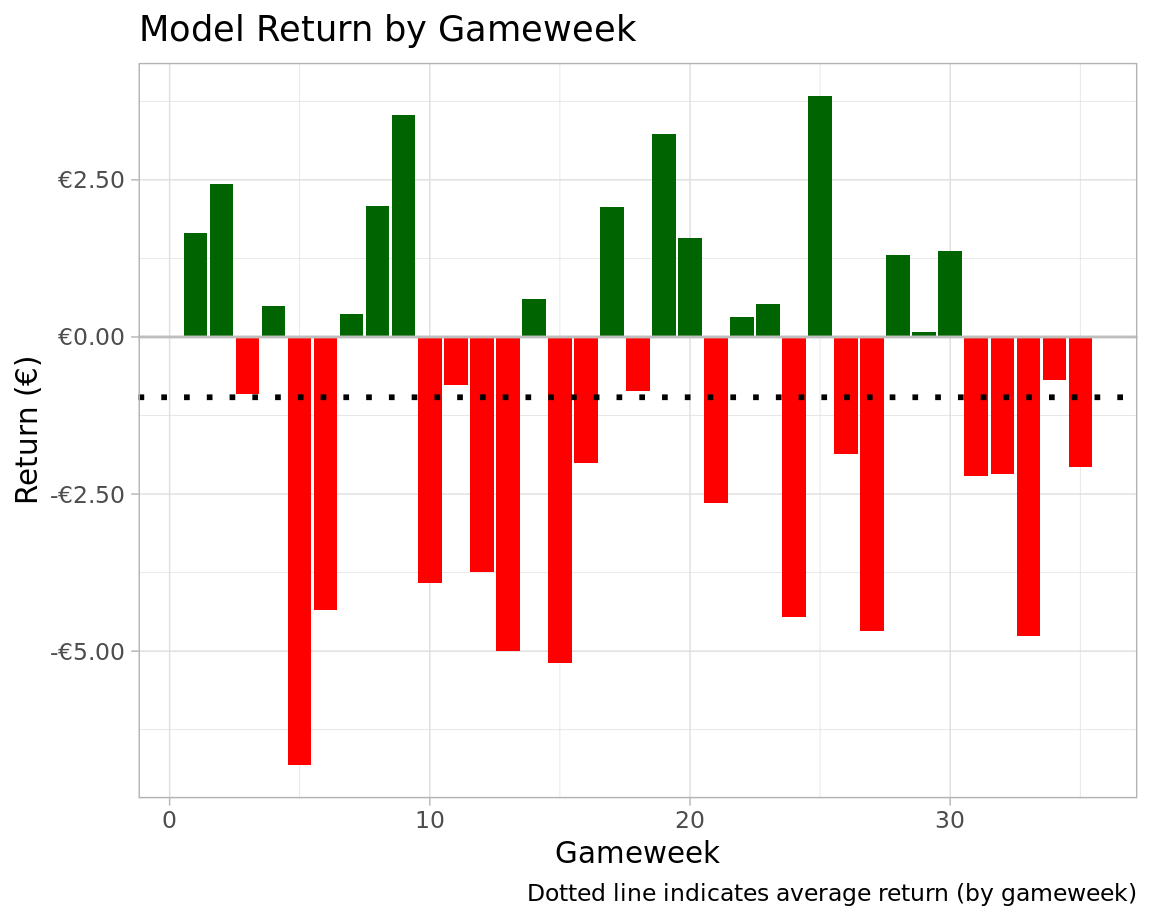 Model Return by Gameweek
€2.50
€0.00
-€2.50
-€5.00
Return (€)
0 10 20 30
Gameweek
Dotted line indicates average return (by gameweek)